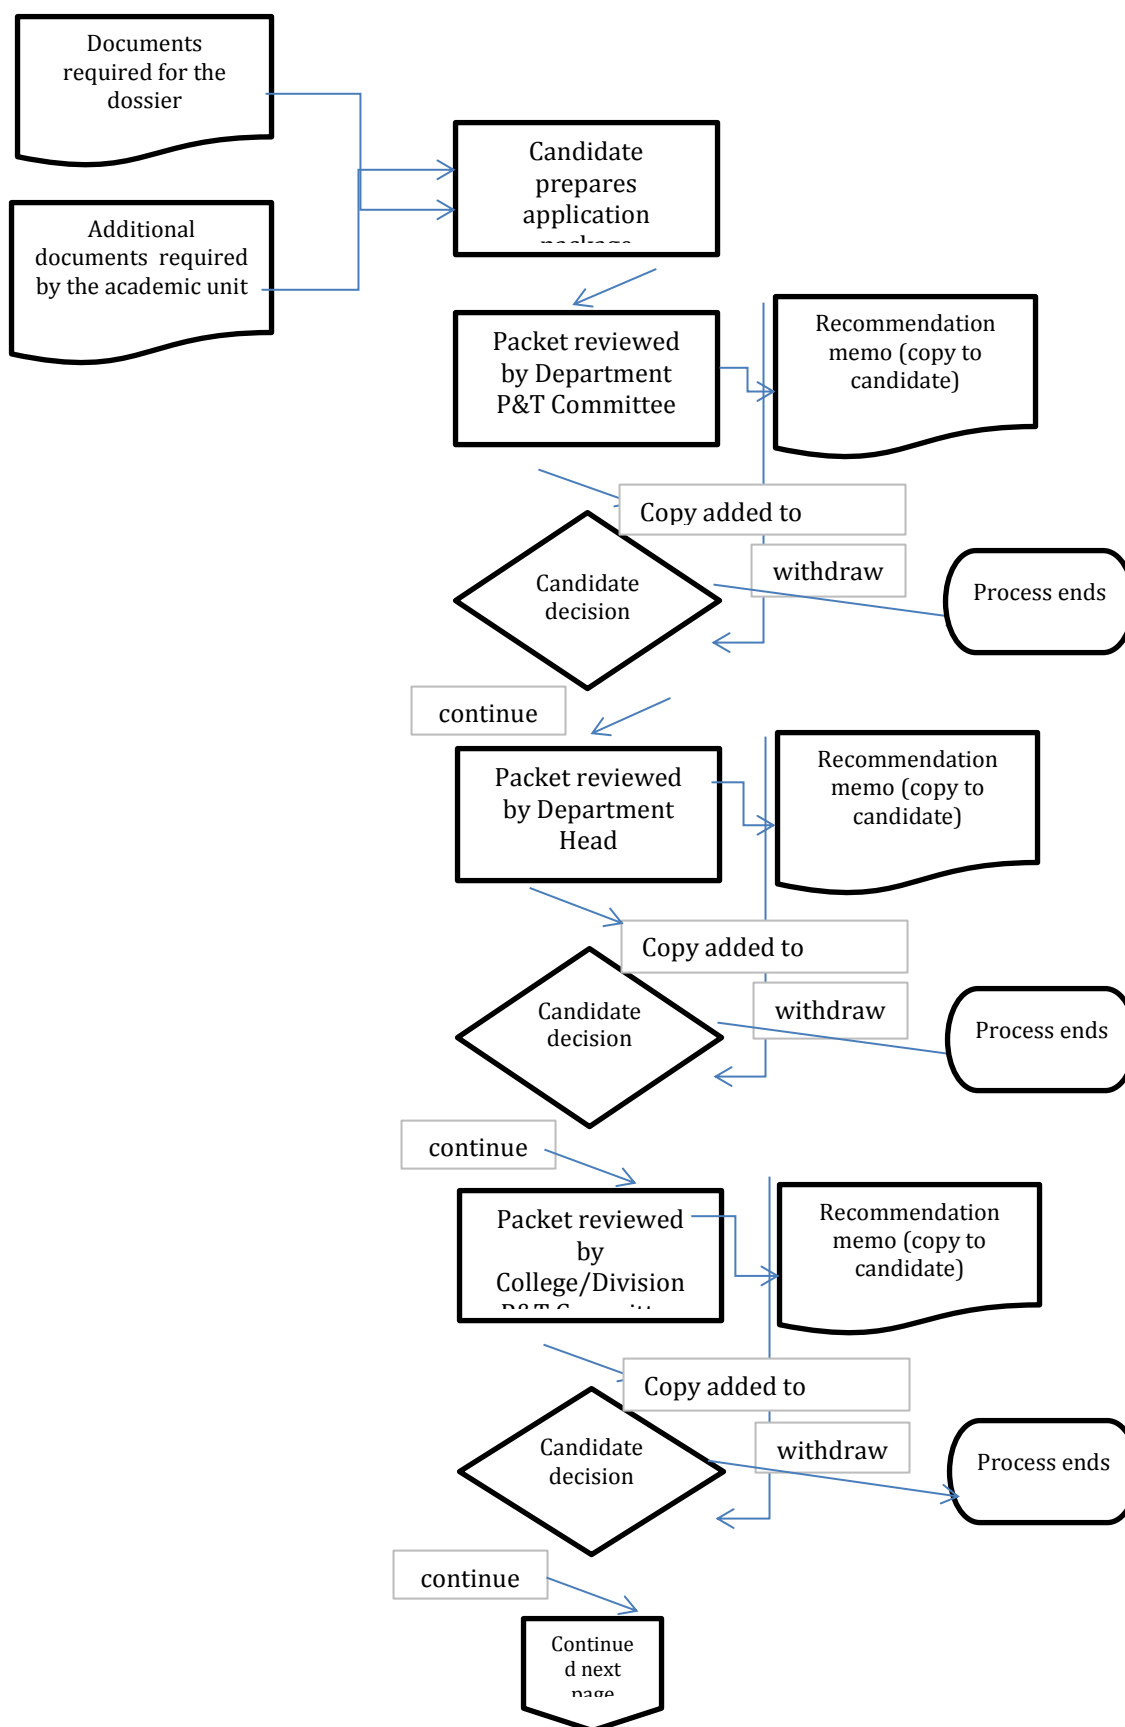 Documents
required for the
dossier
Candidate
prepares
application
package
Additional
documents  required
by the academic unit
Packet reviewed
by Department
P&T Committee
Recommendation
memo (copy to
candidate)
Copy added to
withdraw
Candidate
decision
Process ends
continue
Packet reviewed
by Department
Head
Recommendation
memo (copy to
candidate)
Copy added to
withdraw
Candidate
decision
Process ends
continue
Packet reviewed
by
College/Division
P&T Committee
Recommendation
memo (copy to
candidate)
Copy added to
withdraw
Candidate
decision
Process ends
continue
Continue
d next
page